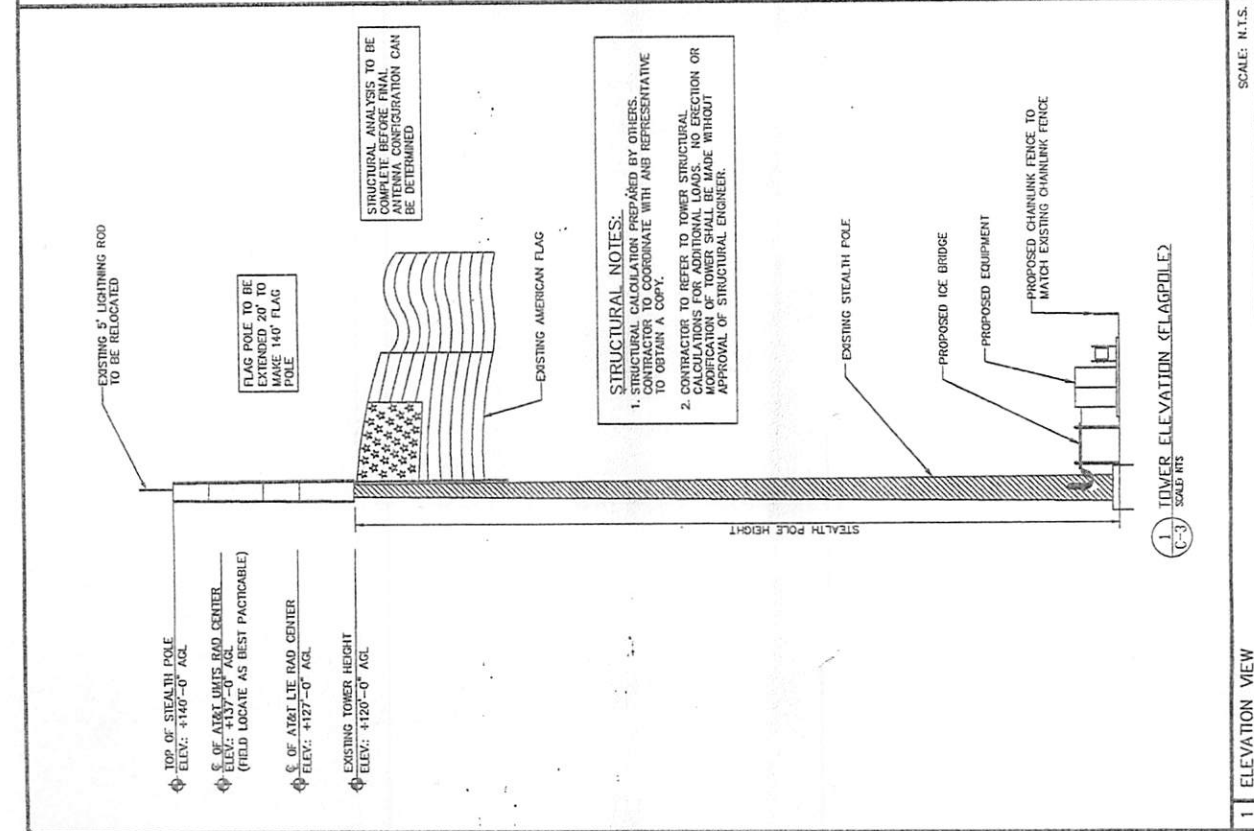 EXISTING 5' LIGHTNING ROD
TO BE RELOCATED
FLAG POLE TO BE
EXTENDED 20' TO
MAKE 140' FLAG
POLE
STRUCTURAL ANALYSIS TO BE
COMPLETE BEFORE FINAL
ANTENNA CONFIGURATION CAN
BE DETERMINED
TOP OF STEALTH POLE
ELEV.: +140'-0" AGL
℄ OF AT&T UMTS RAD CENTER
ELEV.: +137'-0" AGL
(FIELD LOCATE AS BEST PACTICABLE)
℄ OF AT&T LTE RAD CENTER
ELEV.: +127'-0" AGL
EXISTING TOWER HEIGHT
ELEV.: +120'-0" AGL
EXISTING AMERICAN FLAG
STRUCTURAL NOTES:
1. STRUCTURAL CALCULATION PREPARED BY OTHERS.
CONTRACTOR TO COORDINATE WITH ANB REPRESENTATIVE
TO OBTAIN A COPY.
2. CONTRACTOR TO REFER TO TOWER STRUCTURAL
CALCULATIONS FOR ADDITIONAL LOADS. NO ERECTION OR
MODIFICATION OF TOWER SHALL BE MADE WITHOUT
APPROVAL OF STRUCTURAL ENGINEER.
STEALTH POLE HEIGHT
EXISTING STEALTH POLE
PROPOSED ICE BRIDGE
PROPOSED EQUIPMENT
PROPOSED CHAINLINK FENCE TO
MATCH EXISTING CHAINLINK FENCE
1
C-3
TOWER ELEVATION (FLAGPOLE)
SCALE: NTS
1 ELEVATION VIEW
SCALE: N.T.S.